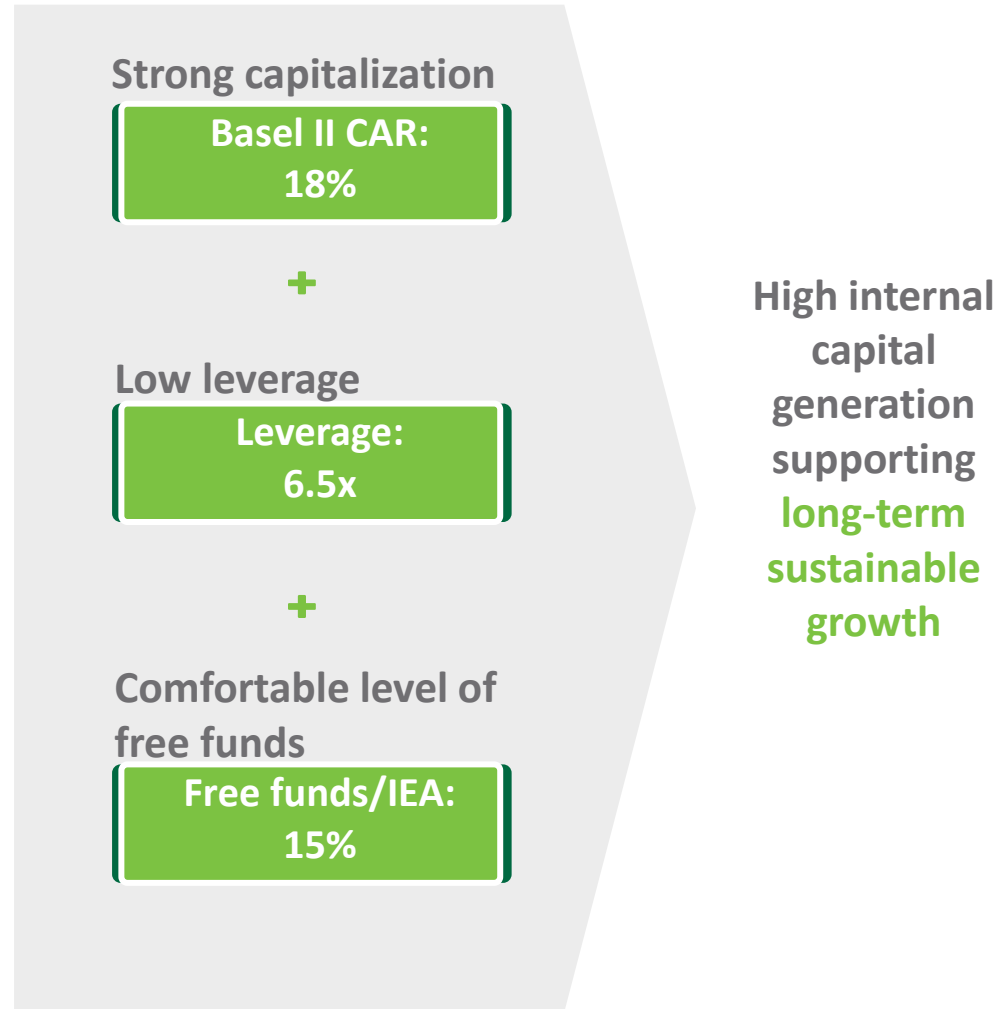 Strong capitalization
Basel II CAR:
18%
+
Low leverage
Leverage:
6.5x
+
Comfortable level of
free funds
Free funds/IEA:
15%
High internal
capital
generation
supporting
long-term
sustainable
growth